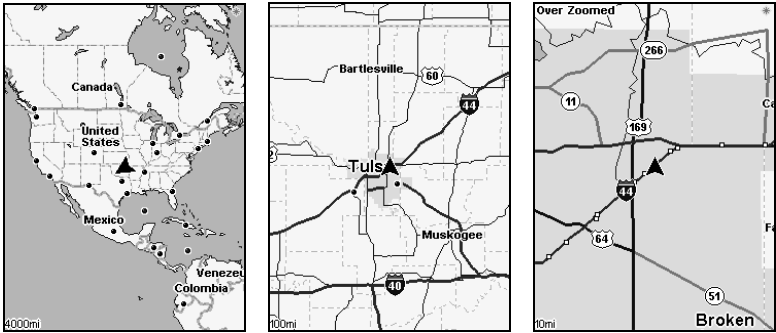 Canada
United
States
Mexico
Venezu
Colombia
4000mi
Bartlesville
60
44
2
Tuls
Muskogee
40
100mi
Over Zoomed
266
11
C
169
44
F
64
51
Broken
10mi